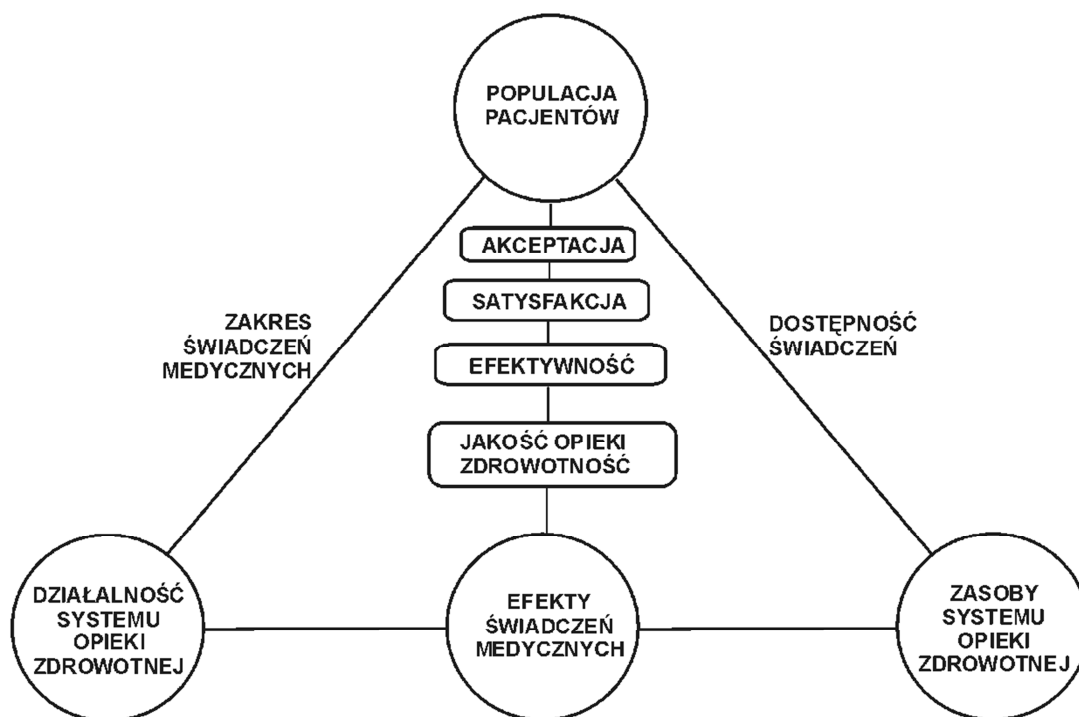 POPULACJA
PACJENTÓW
AKCEPTACJA
SATYSFAKCJA
ZAKRES
ŚWIADCZEŃ
MEDYCZNYCH
DOSTĘPNOŚĆ
ŚWIADCZEŃ
EFEKTYWNOŚĆ
JAKOŚĆ OPIEKI
ZDROWOTNOŚĆ
DZIAŁALNOŚĆ
SYSTEMU
OPIEKI
ZDROWOTNEJ
EFEKTY
ŚWIADCZEŃ
MEDYCZNYCH
ZASOBY
SYSTEMU
OPIEKI
ZDROWOTNEJ